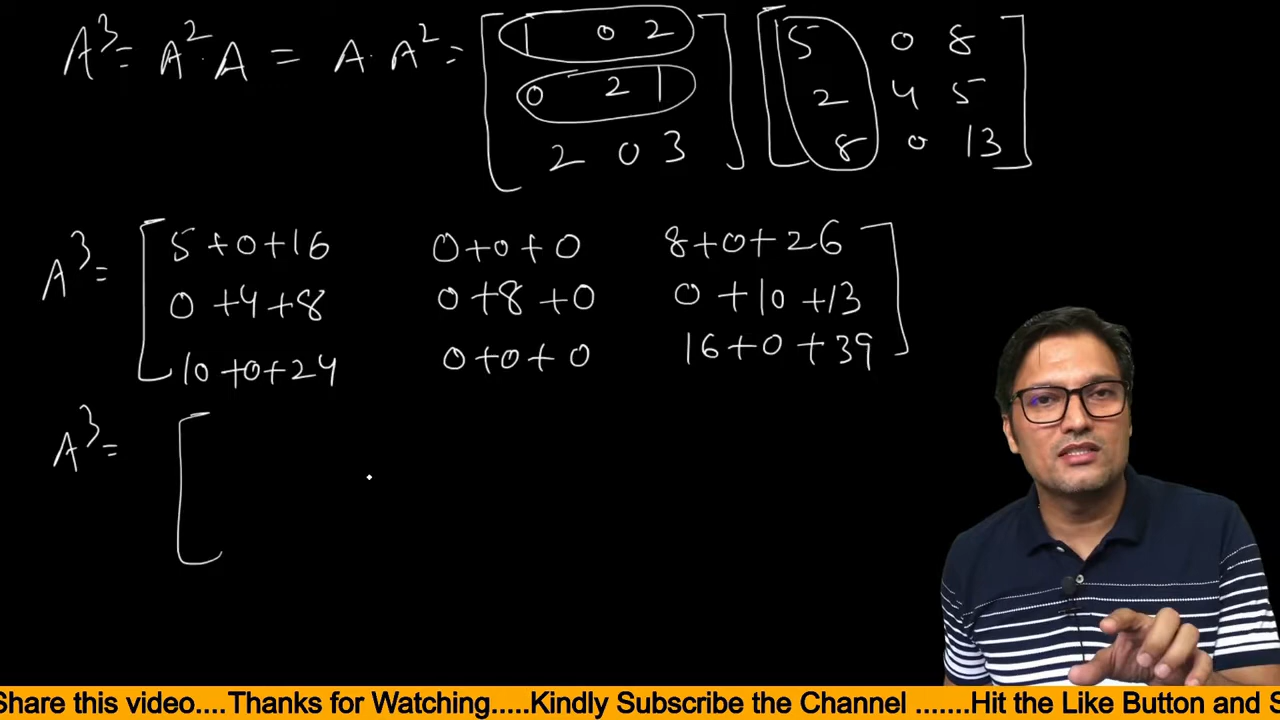 A³= A²·A = A·A²= [ 1 0 2 ] [ 5 0 8 ]
0 2 1 2 4 5
2 0 3 8 0 13
A³= [ 5+0+16 0+0+0 8+0+26 ]
0+4+8 0+8+0 0+10+13
10+0+24 0+0+0 16+0+39
A³= [
Share this video....Thanks for Watching.....Kindly Subscribe the Channel .......Hit the Like Button and S